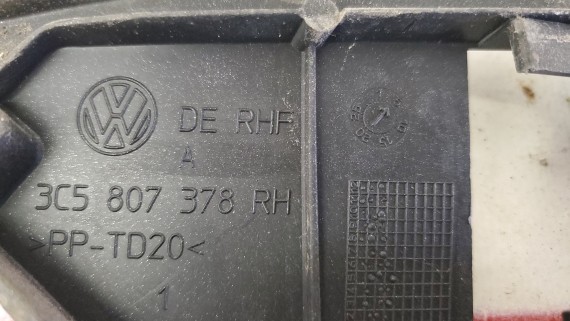 DE RHF
A
3C5 807 378 RH
>PP-TD20<
1